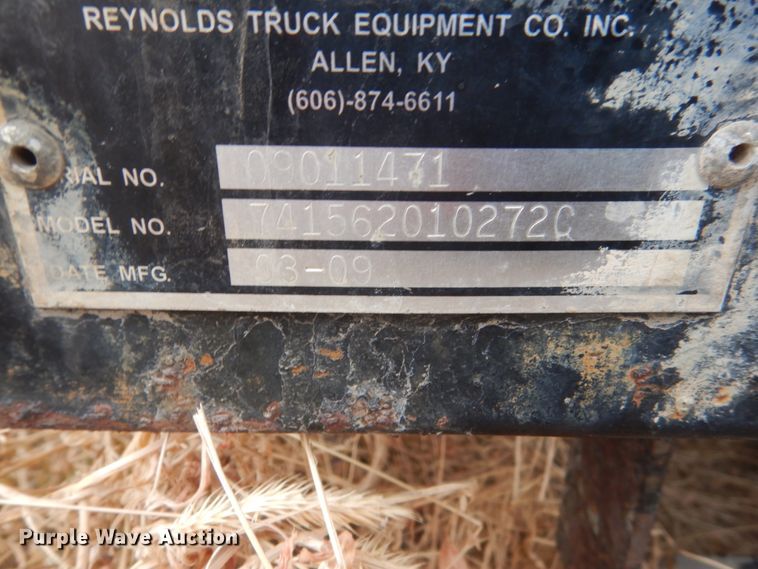 REYNOLDS TRUCK EQUIPMENT CO. INC.
ALLEN, KY
(606)-874-6611
RIAL NO. 09011471
MODEL NO. 741562010272C
DATE MFG. 03-09
Purple Wave Auction